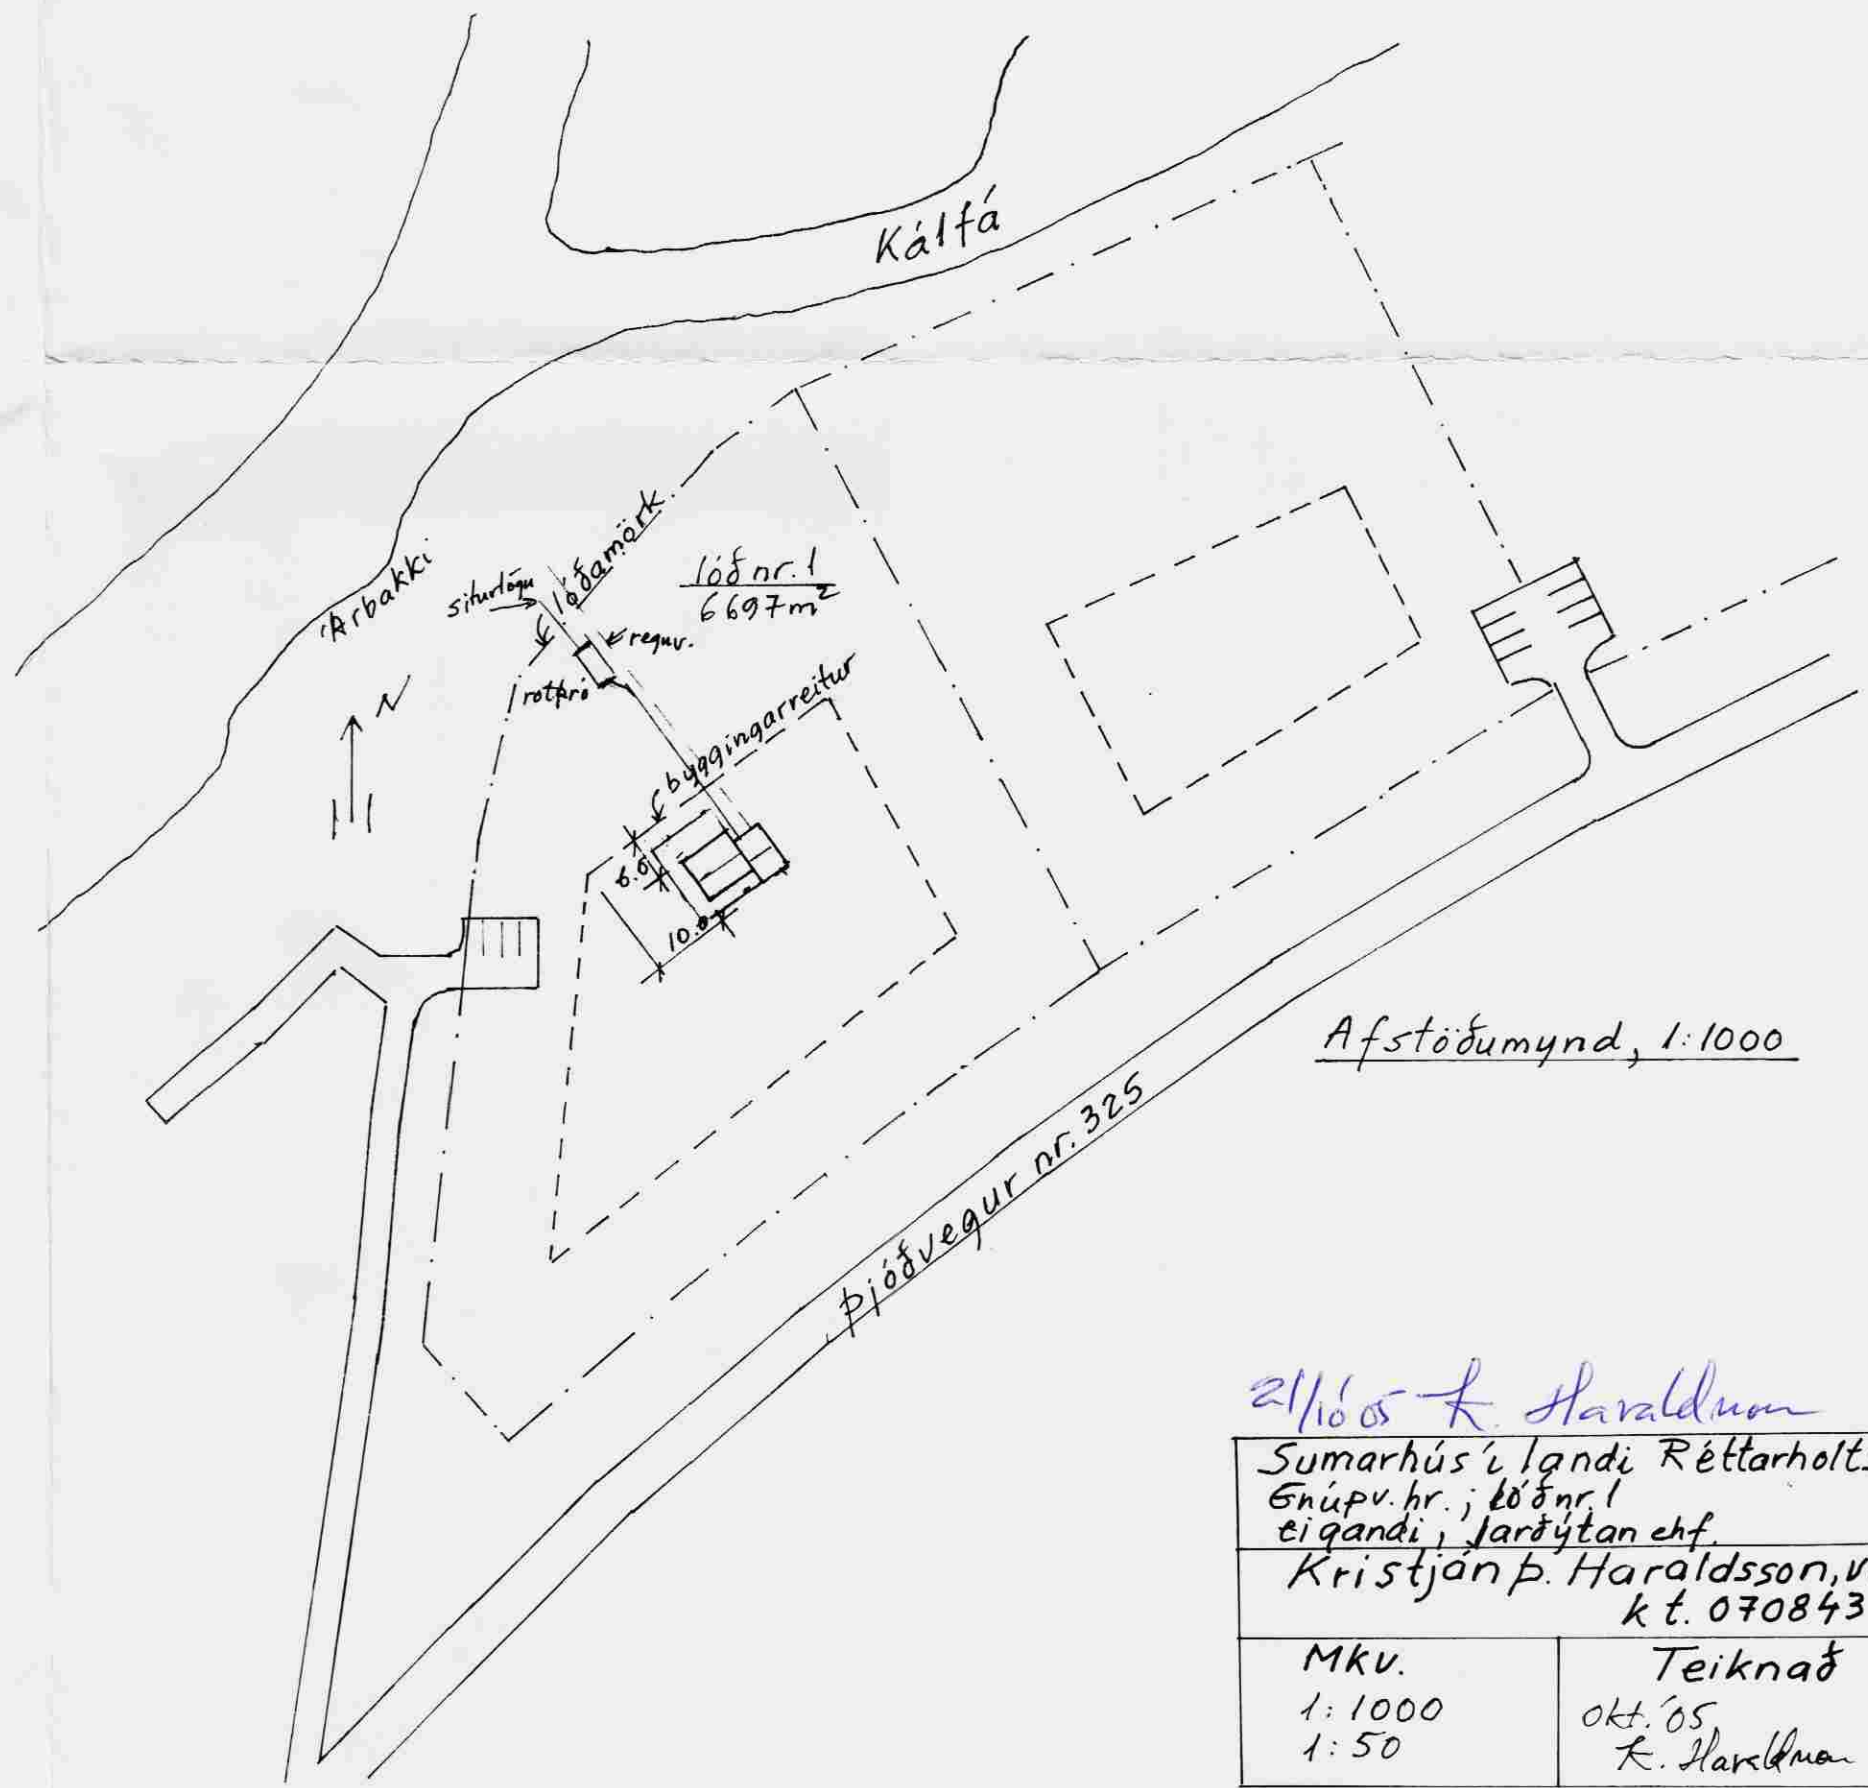 Kálfá
Árbakki
siturlögn
lóðamörk
lóð nr. 1
6697m²
regnv.
rotþró
N
byggingarreitur
6.0
10.0
Afstöðumynd, 1:1000
Þjóðvegur nr. 325
21/10 05 K. Haraldsson
Sumarhús í landi Réttarholt
Gnúpv. hr. ; lóð nr. 1
eigandi, Jarðýtan ehf.
Kristján Þ. Haraldsson, v
kt. 070843
Mkv.
1:1000
1:50
Teiknað
okt. '05,
K. Haraldsson